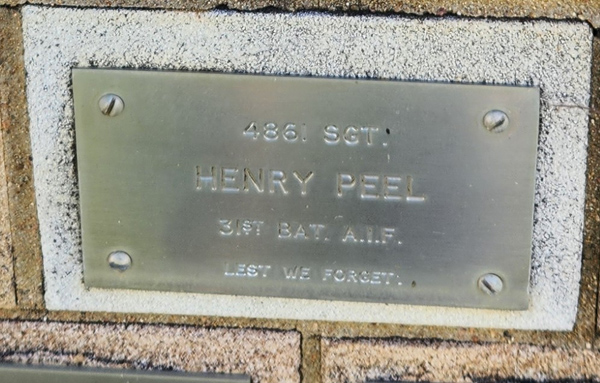 4861 SGT.
HENRY PEEL
31ST BAT. A.I.F.
LEST WE FORGET.